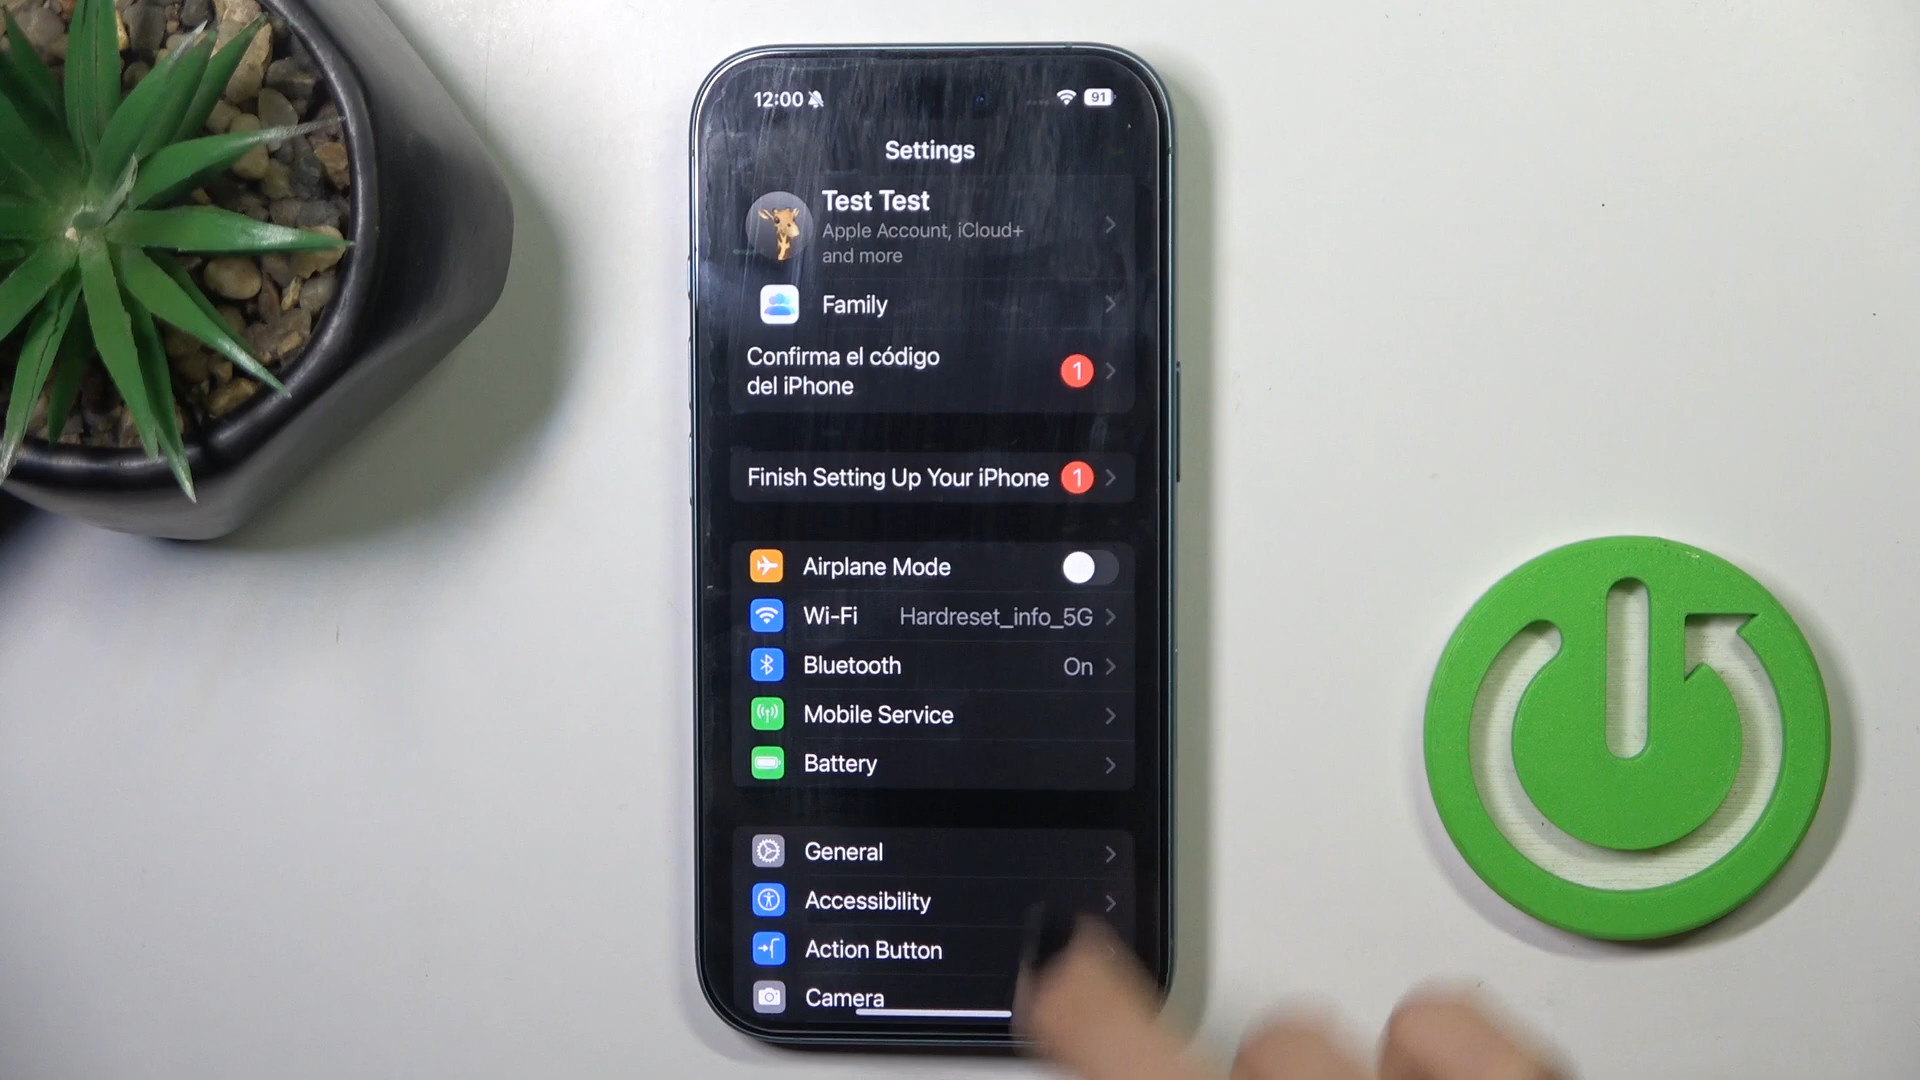 12:00
91
Settings
Test Test
Apple Account, iCloud+
and more
Family
Confirma el código
del iPhone
1
Finish Setting Up Your iPhone 1
Airplane Mode
Wi-Fi Hardreset_info_5G
Bluetooth On
Mobile Service
Battery
General
Accessibility
Action Button
Camera